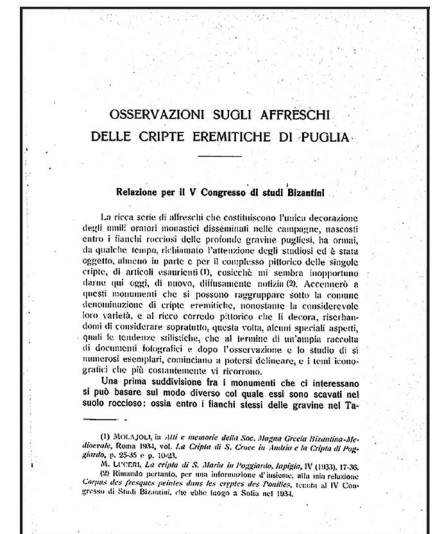 OSSERVAZIONI SUGLI AFFRESCHI
DELLE CRIPTE EREMITICHE DI PUGLIA
Relazione per il V Congresso di studi Bizantini
La ricca serie di affreschi che costituiscono l'unica decorazione
degli umili oratori monastici disseminati nelle campagne, nascosti
entro i fianchi rocciosi delle profonde gravine pugliesi, ha ormai,
da qualche tempo, richiamato l'attenzione degli studiosi ed è stata
oggetto, almeno in parte e per il complesso pittorico delle singole
cripte, di articoli esaurienti (1), cosicchè mi sembra inopportuno
darne qui oggi, di nuovo, diffusamente notizia (2). Accennerò a
questi monumenti che si possono raggruppare sotto la comune
denominazione di cripte eremitiche, nonostante la considerevole
loro varietà, e al ricco corredo pittorico che li decora, riserban-
domi di considerare sopratutto, questa volta, alcuni speciali aspetti,
quali le tendenze stilistiche, che al termine di un'ampia raccolta
di documenti fotografici e dopo l'osservazione e lo studio di sì
numerosi esemplari, cominciano a potersi delineare, e i temi icono-
grafici che più costantemente vi ricorrono.
Una prima suddivisione fra i monumenti che ci interessano
si può basare sul modo diverso col quale essi sono scavati nel
suolo roccioso: ossia entro i fianchi stessi delle gravine nel Ta-
(1) MOLAJOLI, in Atti e memorie della Soc. Magna Grecia Bizantina-Me-
dioevale, Roma 1934, vol. La Cripta di S. Croce in Andria e la Cripta di Pog-
giardo, p. 25-35 e p. 10-23.
M. LUCERI, La cripta di S. Maria in Poggiardo, Iapigia, IV (1933), 17-36.
(2) Rimando pertanto, per una informazione d'insieme, alla mia relazione
Corpus des fresques peintes dans les cryptes des Pouilles, tenuta al IV Con-
gresso di Studi Bizantini, che ebbe luogo a Sofia nel 1934.